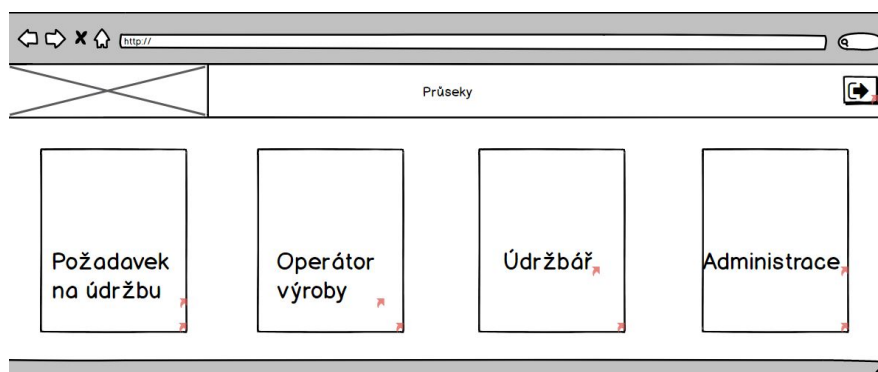 http://
Průseky
Požadavek
na údržbu
Operátor
výroby
Údržbář
Administrace